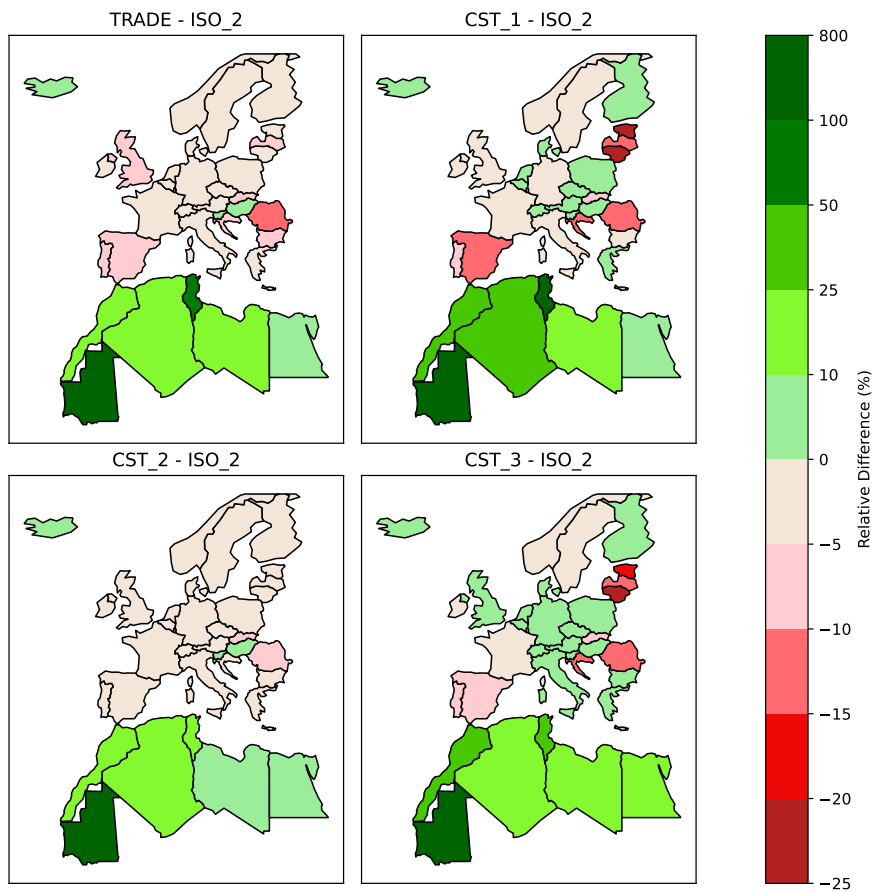 TRADE - ISO_2
CST_1 - ISO_2
CST_2 - ISO_2
CST_3 - ISO_2
800
100
50
25
10
0
−5
−10
−15
−20
−25
Relative Difference (%)